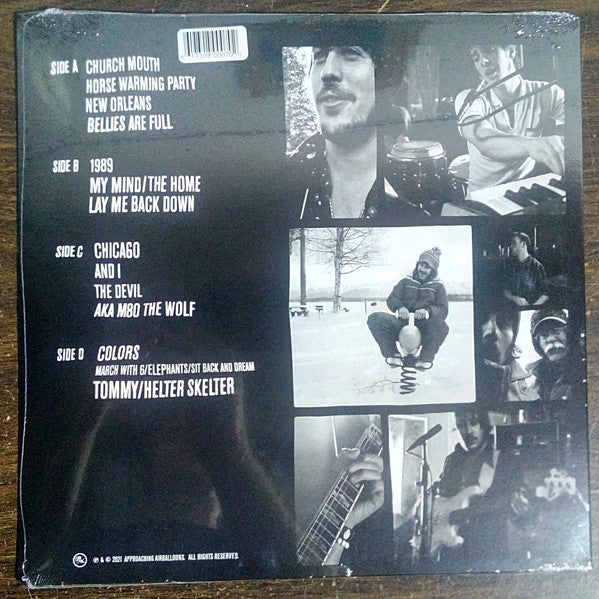 SIDE A CHURCH MOUTH
HORSE WARMING PARTY
NEW ORLEANS
BELLIES ARE FULL
SIDE B 1989
MY MIND/THE HOME
LAY ME BACK DOWN
SIDE C CHICAGO
AND I
THE DEVIL
AKA M80 THE WOLF
SIDE D COLORS
MARCH WITH 6/ELEPHANTS/SIT BACK AND DREAM
TOMMY/HELTER SKELTER
℗ & © 2021 APPROACHING AIRBALLOONS. ALL RIGHTS RESERVED.